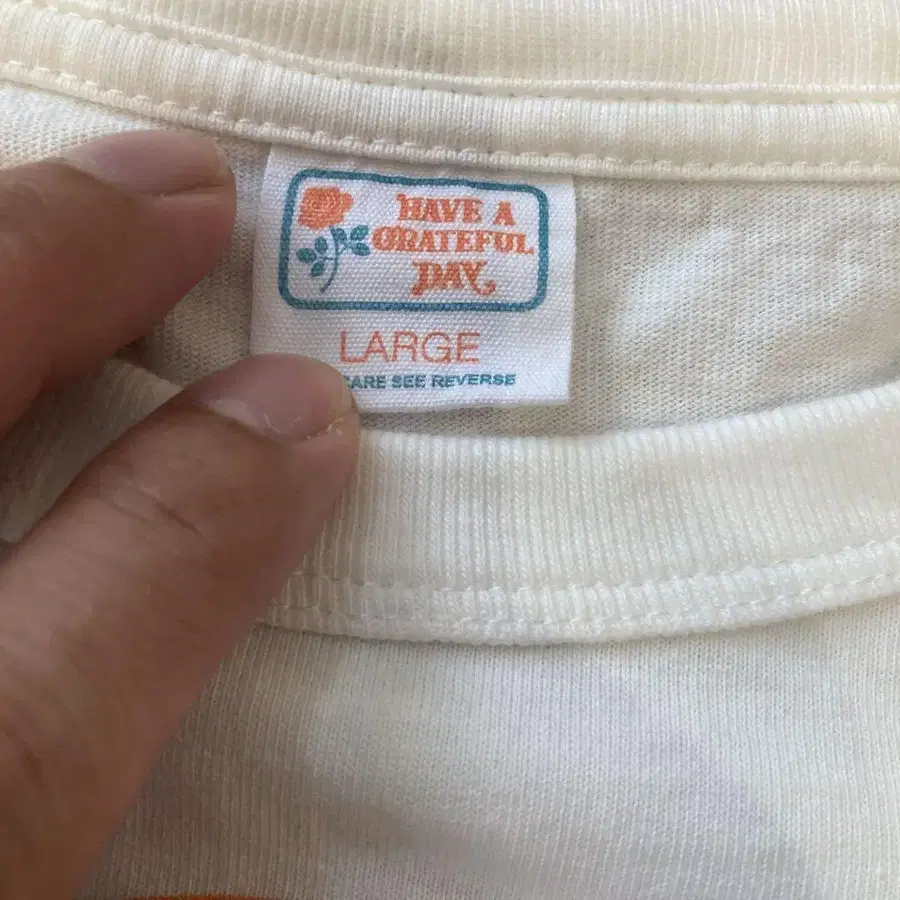 HAVE A
GRATEFUL
DAY
LARGE
CARE SEE REVERSE